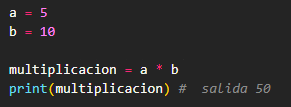 a = 5
b = 10
multiplicacion = a * b
print(multiplicacion) # salida 50